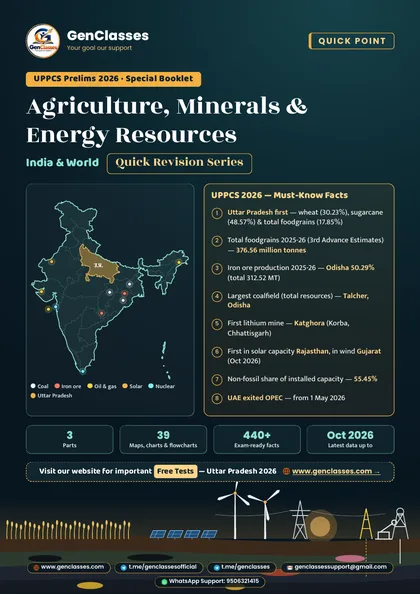 GenClasses
Your goal our support
GenClasses
QUICK POINT
UPPCS Prelims 2026 · Special Booklet
Agriculture, Minerals &
Energy Resources
India & World
Quick Revision Series
UPPCS 2026 — Must-Know Facts
1 Uttar Pradesh first — wheat (30.23%), sugarcane
(48.57%) & total foodgrains (17.85%)
2 Total foodgrains 2025-26 (3rd Advance Estimates)
— 376.56 million tonnes
3 Iron ore production 2025-26 — Odisha 50.29%
(total 312.52 MT)
4 Largest coalfield (total resources) — Talcher,
Odisha
5 First lithium mine — Katghora (Korba,
Chhattisgarh)
6 First in solar capacity Rajasthan, in wind Gujarat
(Oct 2026)
7 Non-fossil share of installed capacity — 55.45%
8 UAE exited OPEC — from 1 May 2026
Coal Iron ore Oil & gas Solar Nuclear
Uttar Pradesh
3
Parts
39
Maps, charts & flowcharts
440+
Exam-ready facts
Oct 2026
Latest data up to
Visit our website for important Free Tests — Uttar Pradesh 2026 www.genclasses.com →
www.genclasses.com
t.me/genclassesofficial
t.me/genclasses
genclassessupport@gmail.com
WhatsApp Support: 9506321415